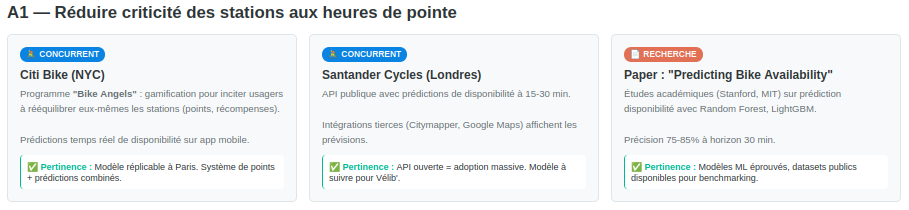 A1 — Réduire criticité des stations aux heures de pointe
🚴 CONCURRENT
Citi Bike (NYC)
Programme "Bike Angels" : gamification pour inciter usagers
à rééquilibrer eux-mêmes les stations (points, récompenses).
Prédictions temps réel de disponibilité sur app mobile.
✅ Pertinence : Modèle réplicable à Paris. Système de points
+ prédictions combinés.
🚴 CONCURRENT
Santander Cycles (Londres)
API publique avec prédictions de disponibilité à 15-30 min.
Intégrations tierces (Citymapper, Google Maps) affichent les
prévisions.
✅ Pertinence : API ouverte = adoption massive. Modèle à
suivre pour Vélib'.
📄 RECHERCHE
Paper : "Predicting Bike Availability"
Études académiques (Stanford, MIT) sur prédiction
disponibilité avec Random Forest, LightGBM.
Précision 75-85% à horizon 30 min.
✅ Pertinence : Modèles ML éprouvés, datasets publics
disponibles pour benchmarking.